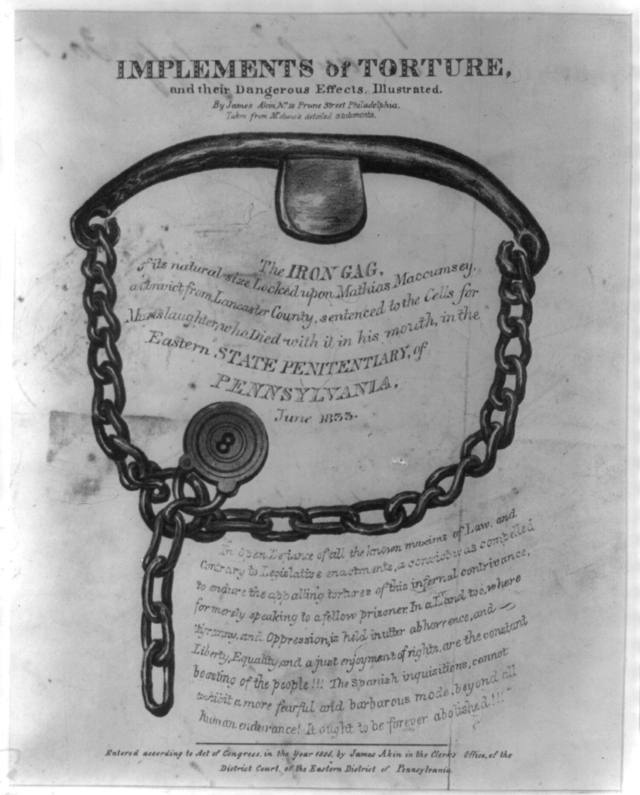 IMPLEMENTS of TORTURE,
and their Dangerous Effects, Illustrated.
By James Akin, No. 18 Prune Street Philadelphia.
Taken from detailed statements.
The IRON GAG,
of its natural size Locked upon Mathias Maccumsey,
a Convict from Lancaster County, sentenced to the Cells for
Manslaughter, who Died with it in his mouth, in the
Eastern STATE PENITENTIARY, of
PENNSYLVANIA,
June 1833.
8
In open Defiance of all the known maxims of Law, and
Contrary to Legislative enactments, a convict was compelled
to endure the appalling tortures of this infernal contrivance,
for merely speaking to a fellow prisoner. In a Land too, where
Tyranny, and Oppression, is held in utter abhorrence, and
Liberty, Equality, and a just enjoyment of rights, are the constant
boasting of the people!!! The Spanish inquisitions, cannot
exhibit a more fearful and barbarous mode, beyond all
human endurance! It ought to be forever abolished!!!
Entered according to Act of Congress, in the Year by James Akin in the Clerks Office, of the
District Court, of the Eastern District of Pennsylvania.